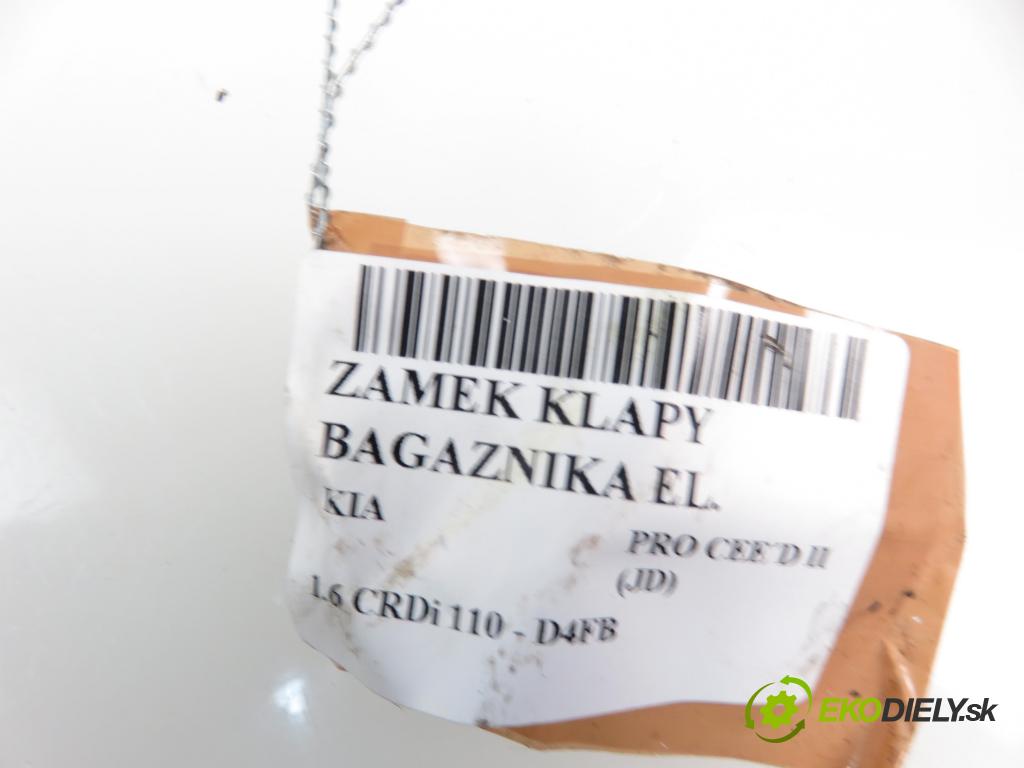 ZAMEK KLAPY
BAGAZNIKA EL.
KIA
PRO CEE'D II
(JD)
1.6 CRDi 110 - D4FB
EKODIELY.sk